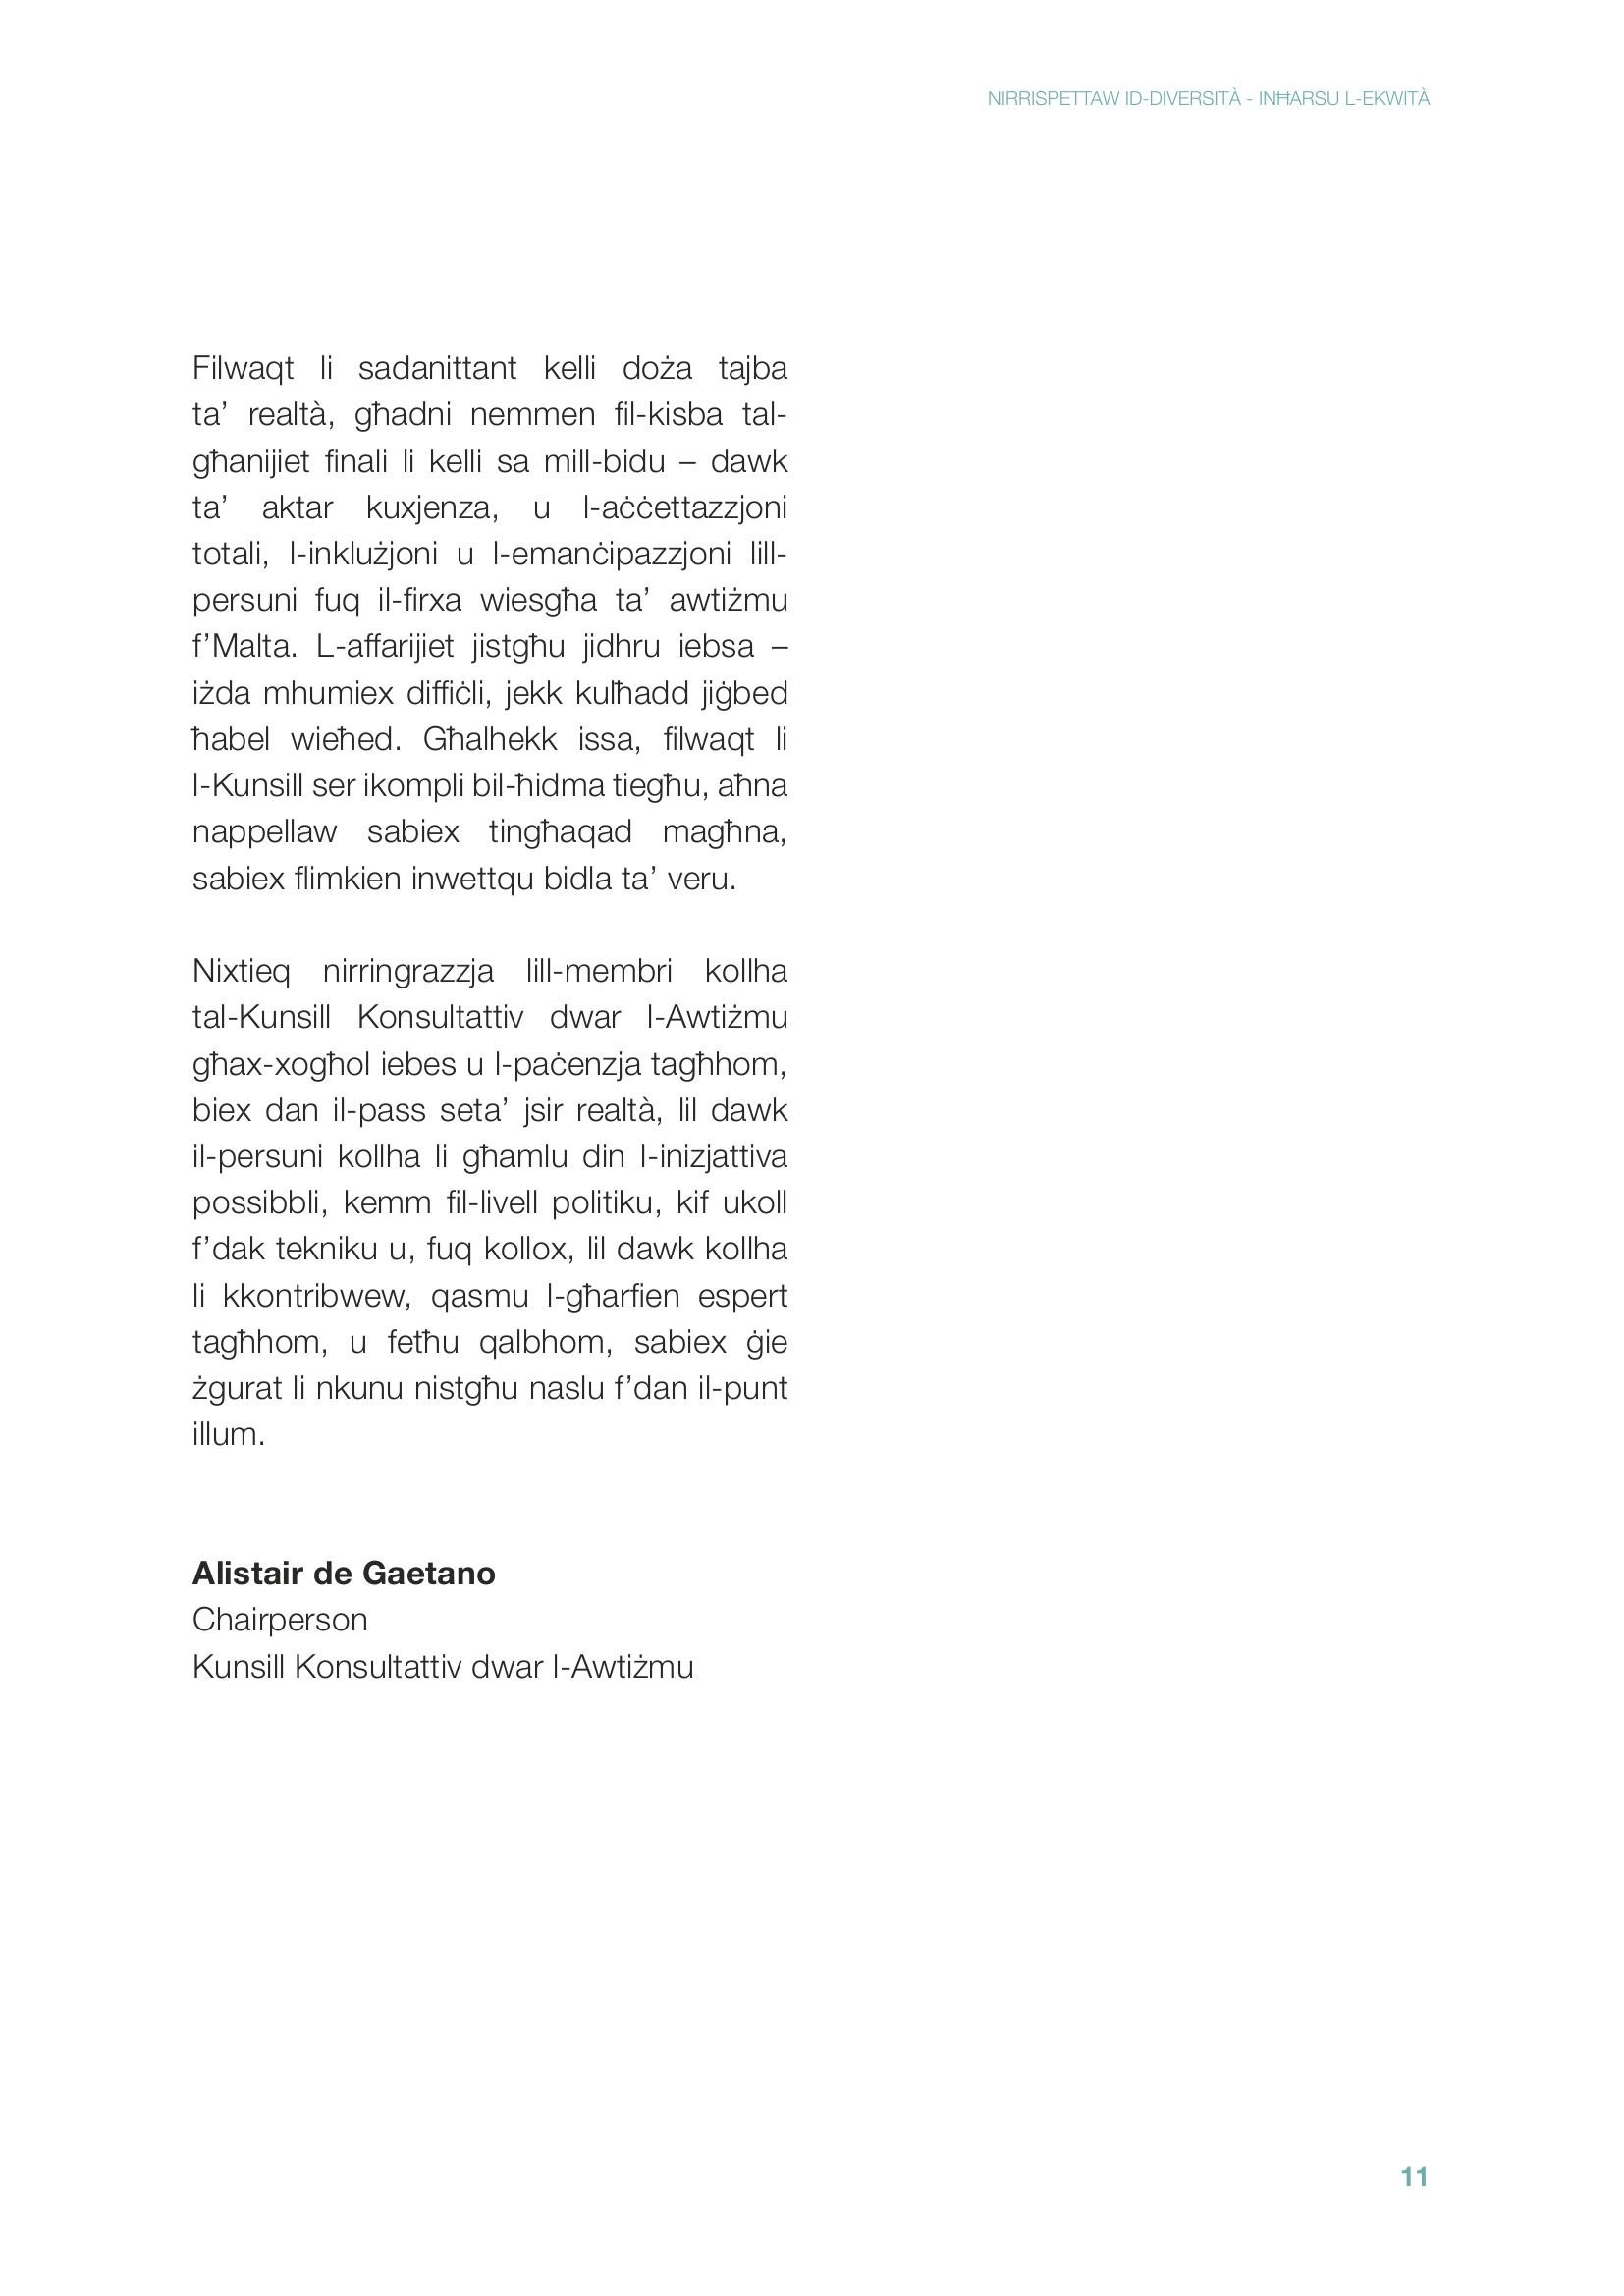 NIRRISPETTAW ID-DIVERSITÀ - INĦARSU L-EKWITÀ
Filwaqt li sadanittant kelli doża tajba
ta’ realtà, għadni nemmen fil-kisba tal-
għanijiet finali li kelli sa mill-bidu – dawk
ta’ aktar kuxjenza, u l-aċċettazzjoni
totali, l-inklużjoni u l-emanċipazzjoni lill-
persuni fuq il-firxa wiesgħa ta’ awtiżmu
f’Malta. L-affarijiet jistgħu jidhru iebsa –
iżda mhumiex diffiċli, jekk kulħadd jiġbed
ħabel wieħed. Għalhekk issa, filwaqt li
l-Kunsill ser ikompli bil-ħidma tiegħu, aħna
nappellaw sabiex tingħaqad magħna,
sabiex flimkien inwettqu bidla ta’ veru.
Nixtieq nirringrazzja lill-membri kollha
tal-Kunsill Konsultattiv dwar l-Awtiżmu
għax-xogħol iebes u l-paċenzja tagħhom,
biex dan il-pass seta’ jsir realtà, lil dawk
il-persuni kollha li għamlu din l-inizjattiva
possibbli, kemm fil-livell politiku, kif ukoll
f’dak tekniku u, fuq kollox, lil dawk kollha
li kkontribwew, qasmu l-għarfien espert
tagħhom, u fetħu qalbhom, sabiex ġie
żgurat li nkunu nistgħu naslu f’dan il-punt
illum.
Alistair de Gaetano
Chairperson
Kunsill Konsultattiv dwar l-Awtiżmu
11